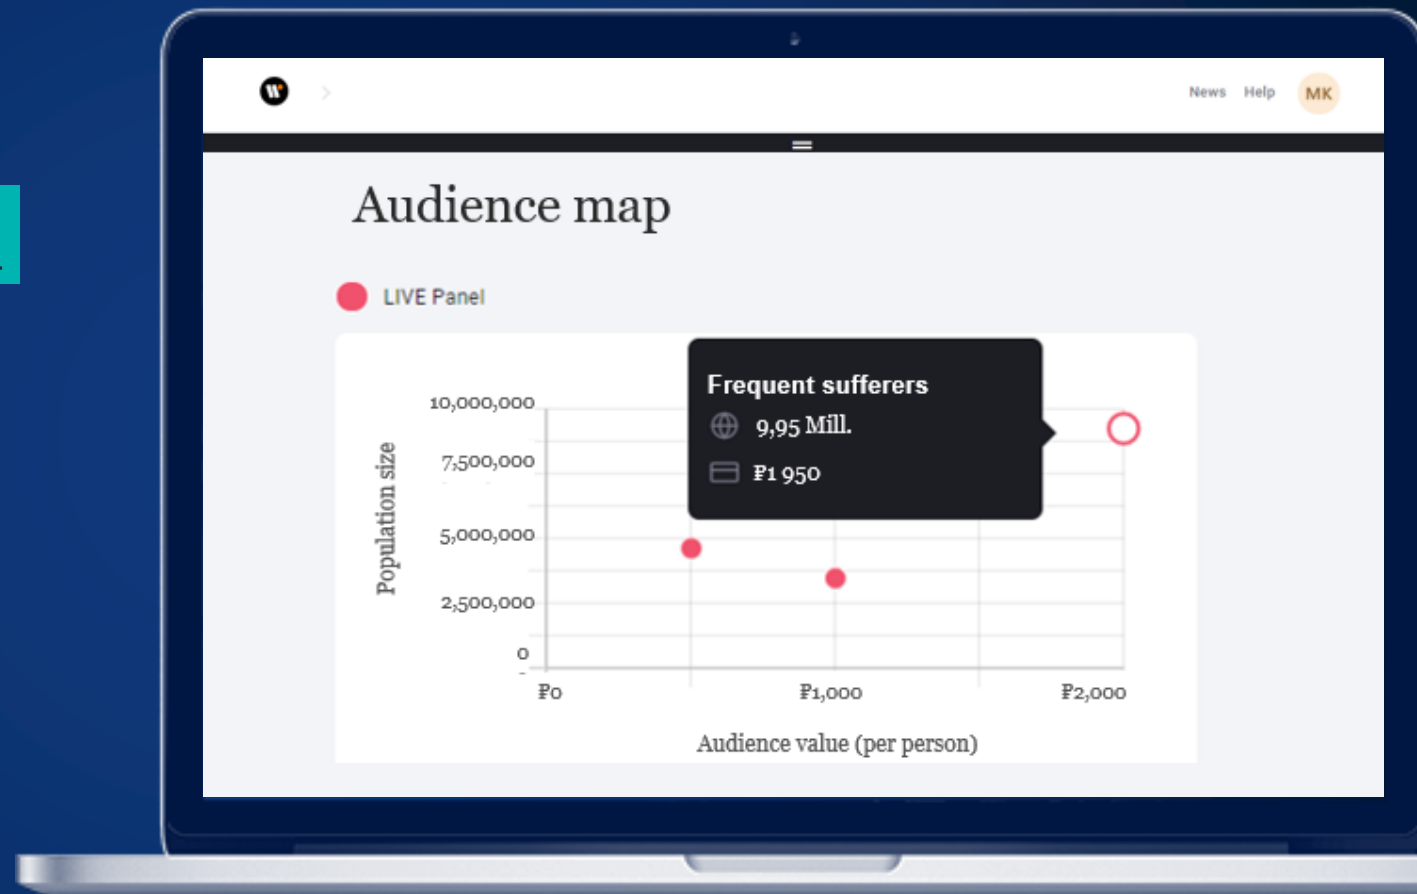 W
News Help MK
Audience map
LIVE Panel
Frequent sufferers
9,95 Mill.
₽1 950
10,000,000
7,500,000
5,000,000
2,500,000
0
Population size
₽0 ₽1,000 ₽2,000
Audience value (per person)